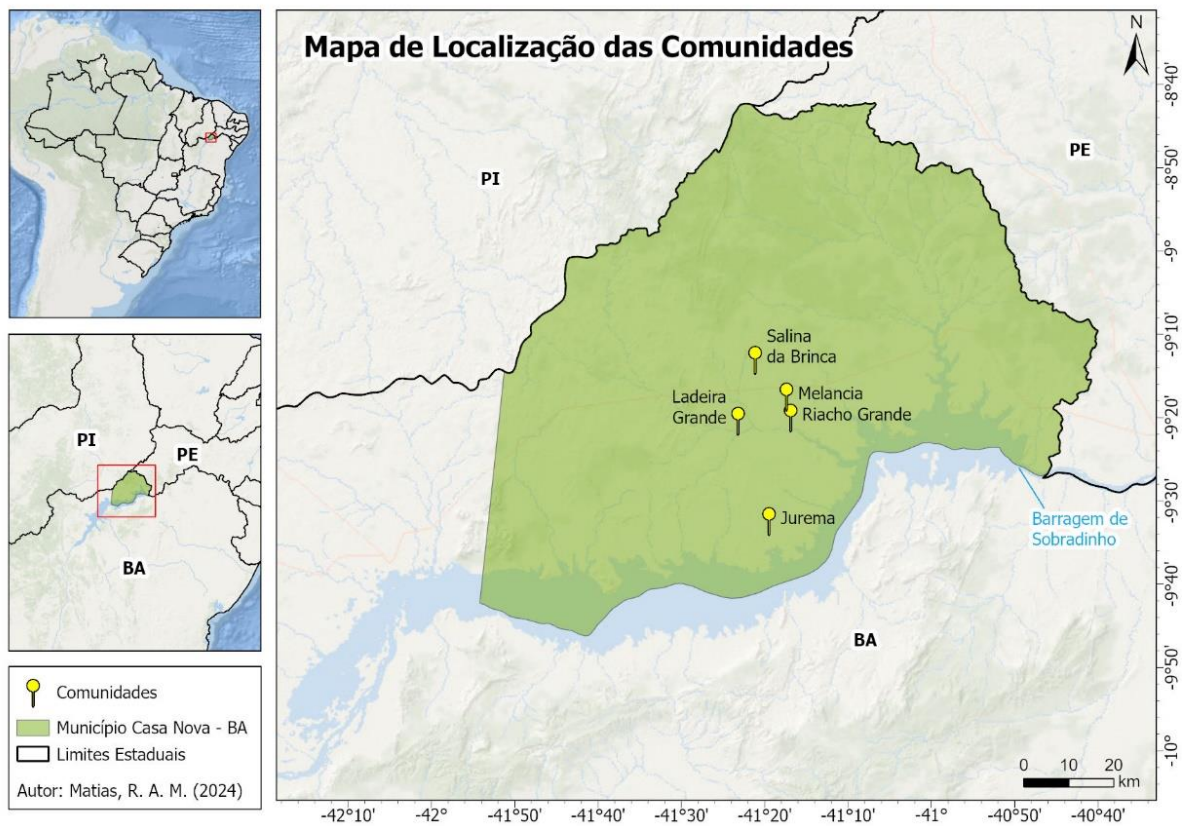 Mapa de Localização das Comunidades
N
PI
PE
Salina
da Brinca
Melancia
Ladeira
Grande
Riacho Grande
Jurema
Barragem de
Sobradinho
BA
0 10 20
km
-8°40'
-8°50'
-9°
-9°10'
-9°20'
-9°30'
-9°40'
-9°50'
-10°
-42°10'
-42°
-41°50'
-41°40'
-41°30'
-41°20'
-41°10'
-41°
-40°50'
-40°40'
PI
PE
BA
Comunidades
Município Casa Nova - BA
Limites Estaduais
Autor: Matias, R. A. M. (2024)